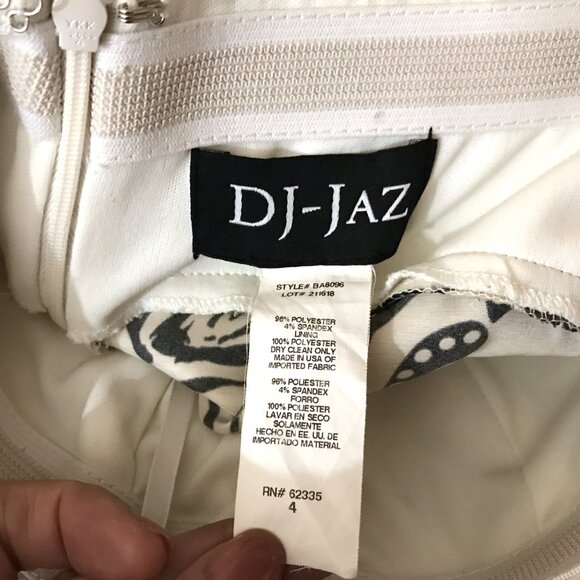 YKK
DJ-JAZ
STYLE# BA8096
LOT# 211618
96% POLYESTER
4% SPANDEX
LINING
100% POLYESTER
DRY CLEAN ONLY
MADE IN USA OF
IMPORTED FABRIC
96% POLIESTER
4% SPANDEX
FORRO
100% POLIESTER
LAVAR EN SECO
SOLAMENTE
HECHO EN EE. UU. DE
IMPORTADO MATERIAL
RN# 62335
4